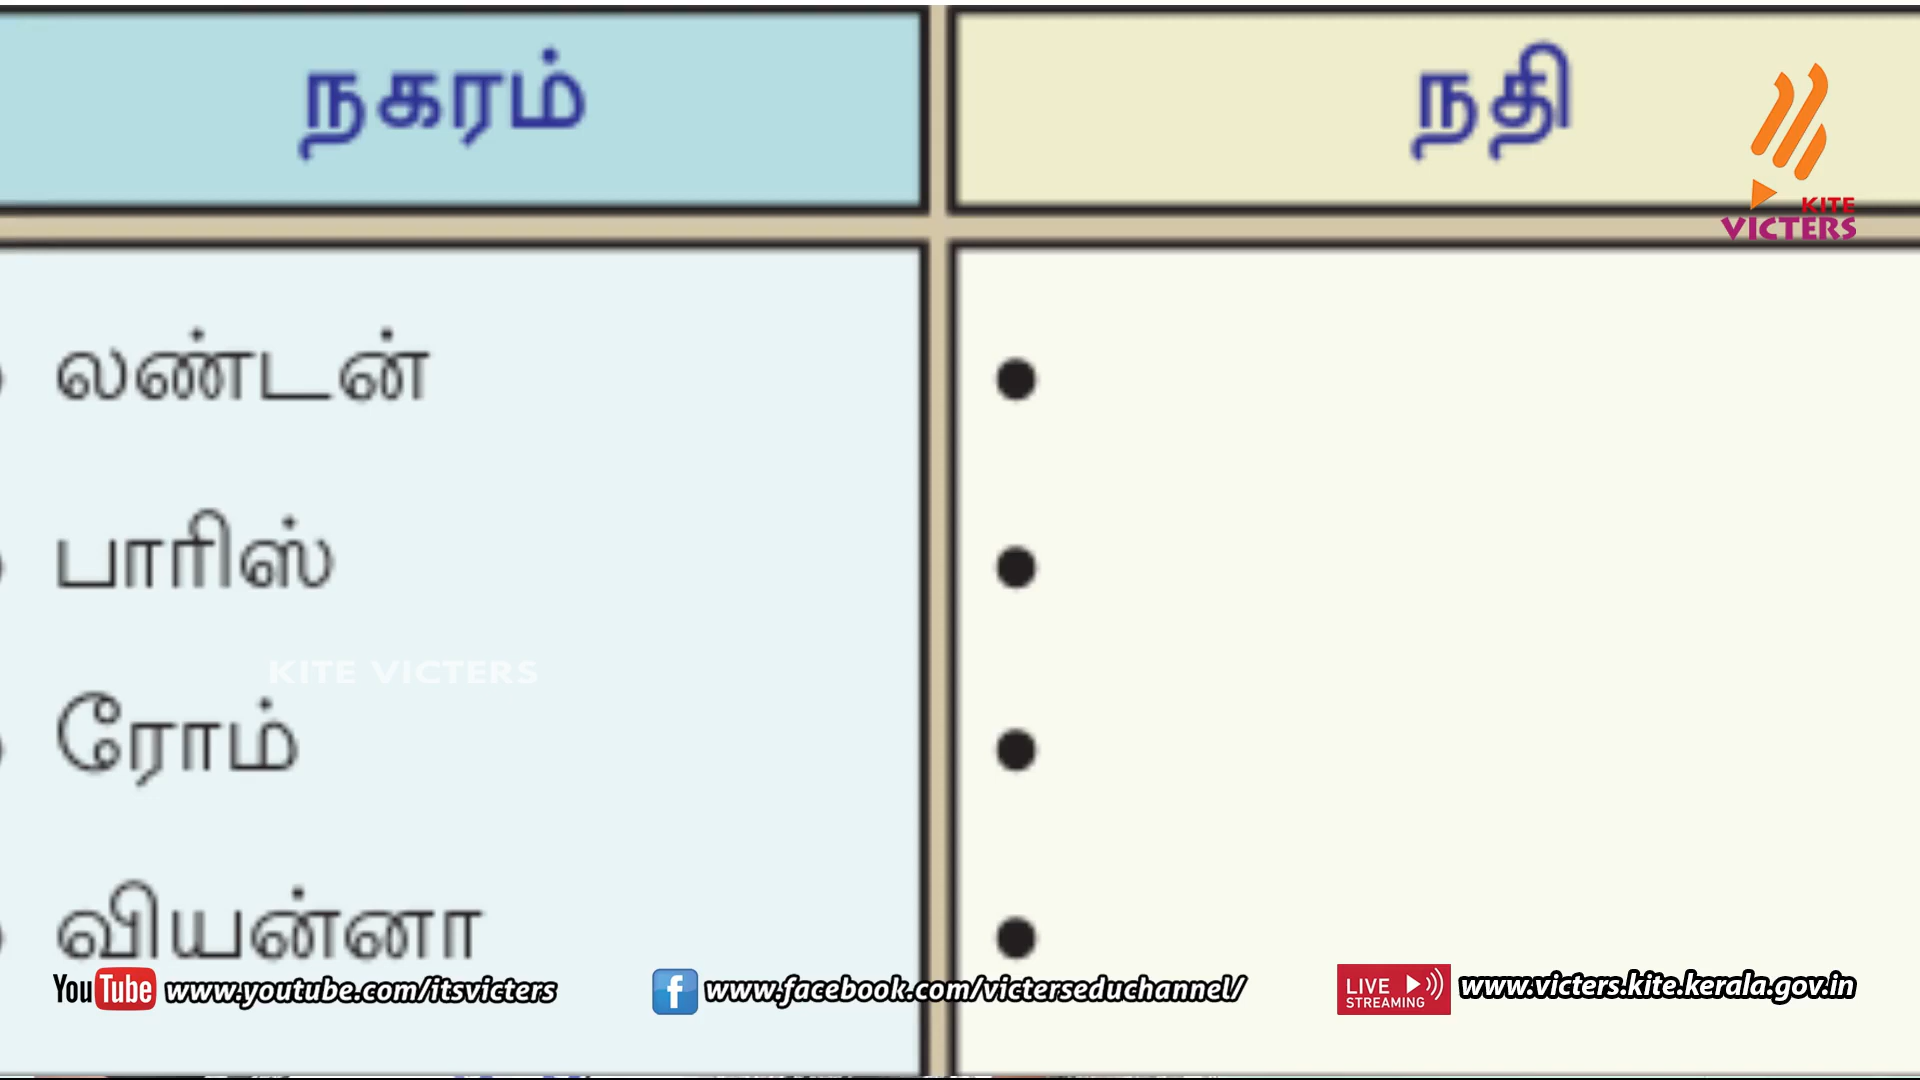 நகரம் நதி
KITE
VICTERS
லண்டன்
பாரிஸ்
KITE VICTERS
ரோம்
வியன்னா
YouTube www.youtube.com/itsvicters www.facebook.com/victerseduchannel/ LIVE STREAMING www.victers.kite.kerala.gov.in